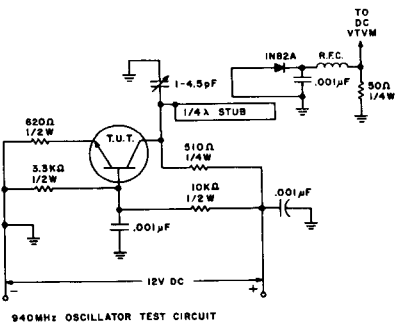 TO
DC
VTVM
1N82A
R.F.C.
1-4.5pF
.001μF
50Ω
1/4W
1/4 λ STUB
620Ω
1/2W
T.U.T.
510Ω
1/4W
3.3KΩ
1/2W
10KΩ
1/2W
.001μF
.001μF
12V DC
-
+
940MHz OSCILLATOR TEST CIRCUIT